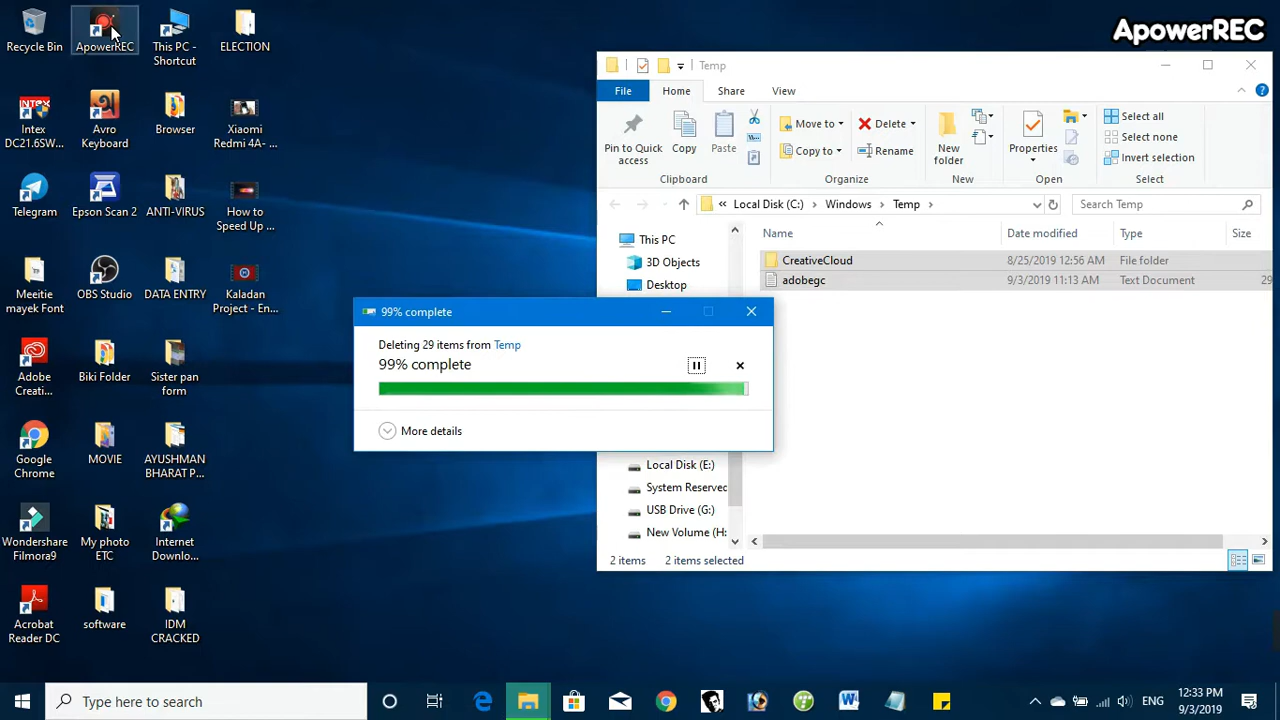 ApowerREC
Recycle Bin
ApowerREC
This PC -
Shortcut
ELECTION
Intex
DC21.6SW...
Avro
Keyboard
Browser
Xiaomi
Redmi 4A- ...
Telegram
Epson Scan 2
ANTI-VIRUS
How to
Speed Up ...
Meeitie
mayek Font
OBS Studio
DATA ENTRY
Kaladan
Project - En...
Adobe
Creati...
Biki Folder
Sister pan
form
Google
Chrome
MOVIE
AYUSHMAN
BHARAT P...
Wondershare
Filmora9
My photo
ETC
Internet
Downlo...
Acrobat
Reader DC
software
IDM
CRACKED
Temp
File Home Share View
Pin to Quick
access
Copy
Paste
Clipboard
Move to
Copy to
Delete
Rename
Organize
New
folder
New
Properties
Open
Select all
Select none
Invert selection
Select
« Local Disk (C:) > Windows > Temp >
Search Temp
This PC
3D Objects
Desktop
Local Disk (E:)
System Reserved
USB Drive (G:)
New Volume (H:
Name Date modified Type Size
CreativeCloud 8/25/2019 12:56 AM File folder
adobegc 9/3/2019 11:13 AM Text Document 29
2 items 2 items selected
99% complete
Deleting 29 items from Temp
99% complete
More details
Type here to search
ENG
12:33 PM
9/3/2019